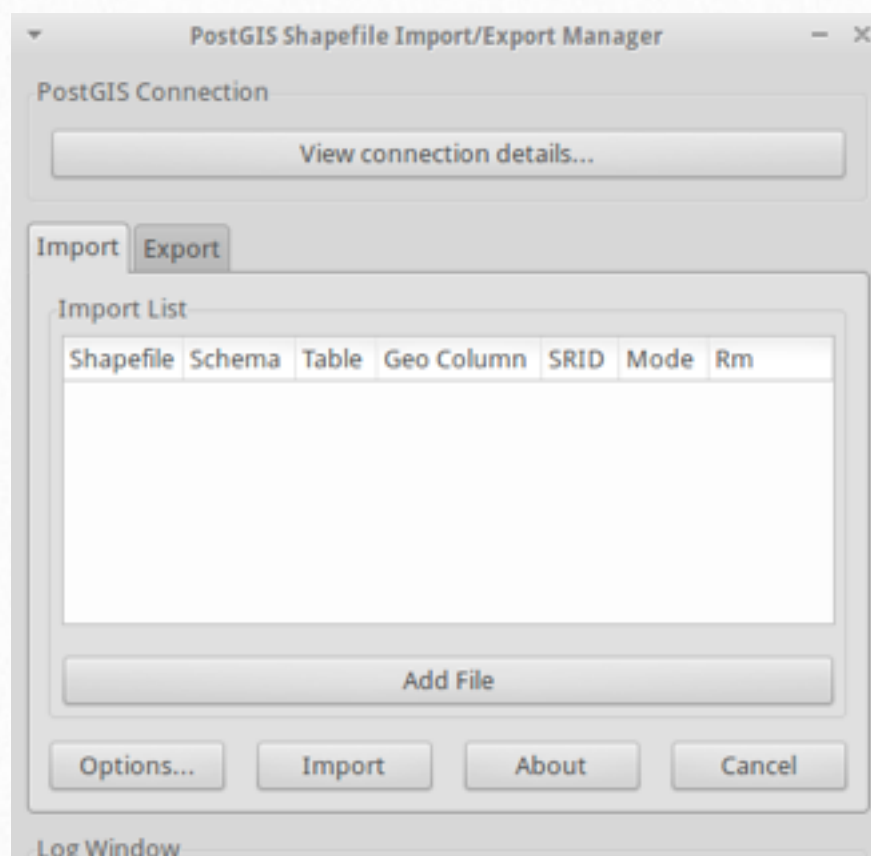 PostGIS Shapefile Import/Export Manager
PostGIS Connection
View connection details...
Import Export
Import List
Shapefile Schema Table Geo Column SRID Mode Rm
Add File
Options... Import About Cancel
Log Window